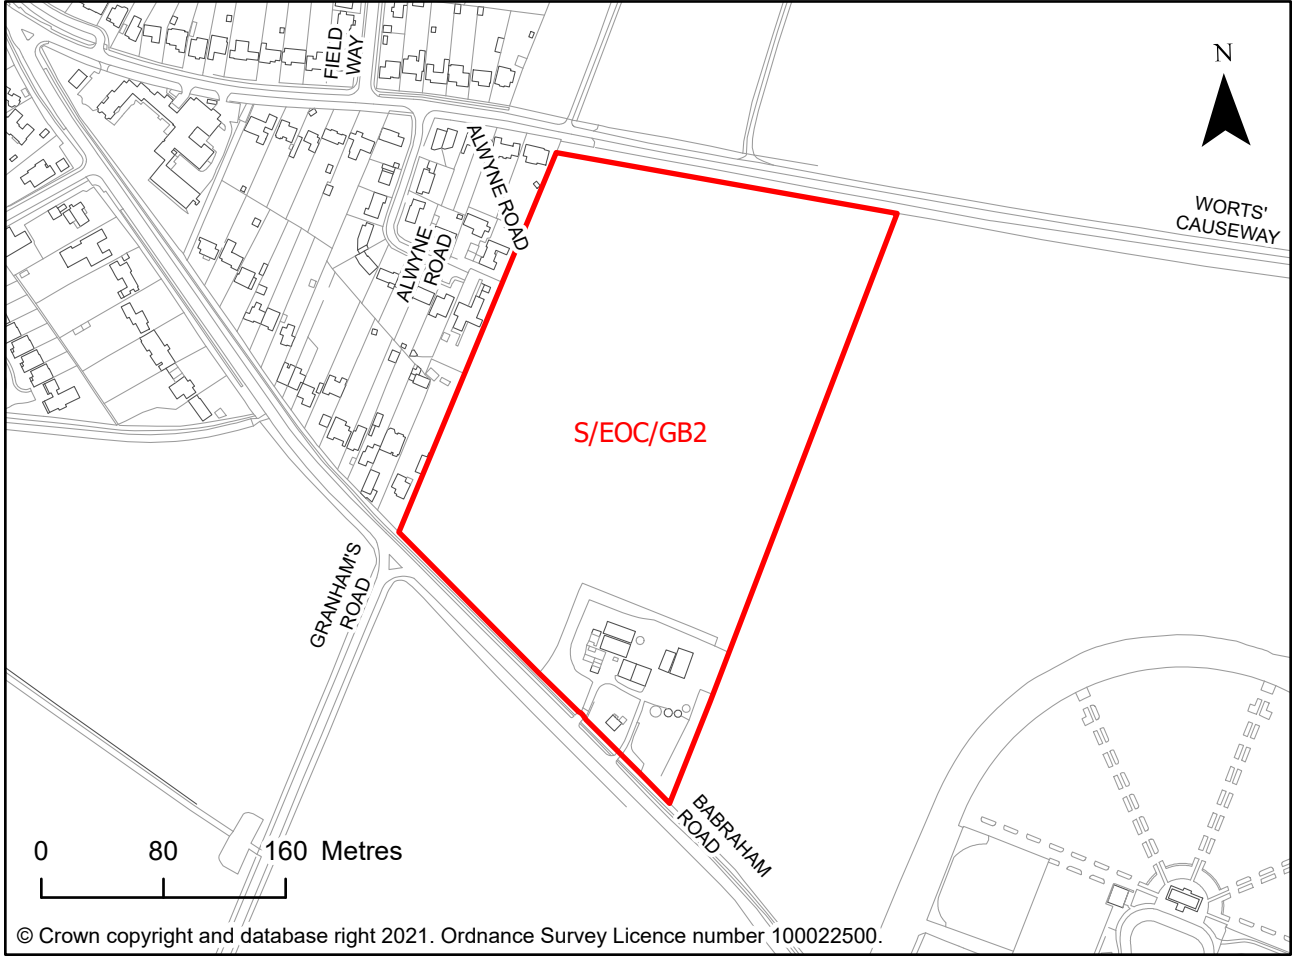 FIELD
WAY
N
ALWYNE ROAD
WORTS'
CAUSEWAY
ALWYNE
ROAD
S/EOC/GB2
GRANHAM'S
ROAD
BABRAHAM
ROAD
0 80 160 Metres
© Crown copyright and database right 2021. Ordnance Survey Licence number 100022500.